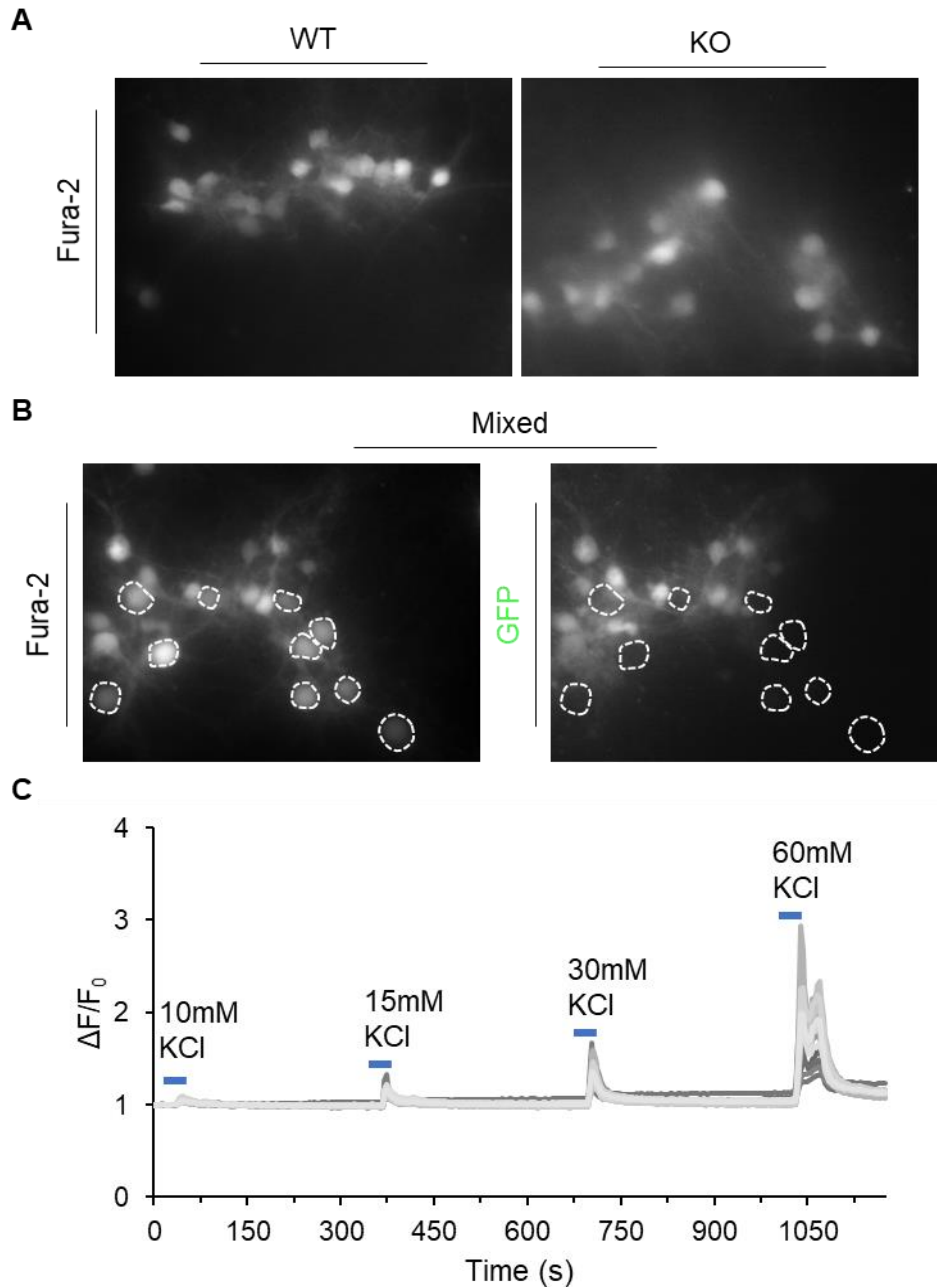 A
WT
KO
Fura-2
B
Mixed
Fura-2
GFP
C
4
3
2
1
0
ΔF/F₀
10mM
KCl
15mM
KCl
30mM
KCl
60mM
KCl
0
150
300
450
600
750
900
1050
Time (s)